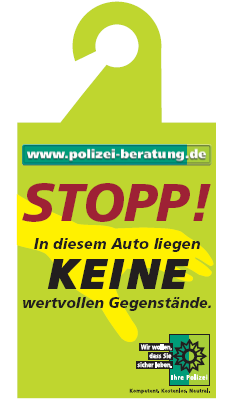 www.polizei-beratung.de
STOPP!
In diesem Auto liegen
KEINE
wertvollen Gegenstände.
Wir wollen,
dass Sie
sicher leben.
Ihre Polizei
Kompetent. Kostenlos. Neutral.